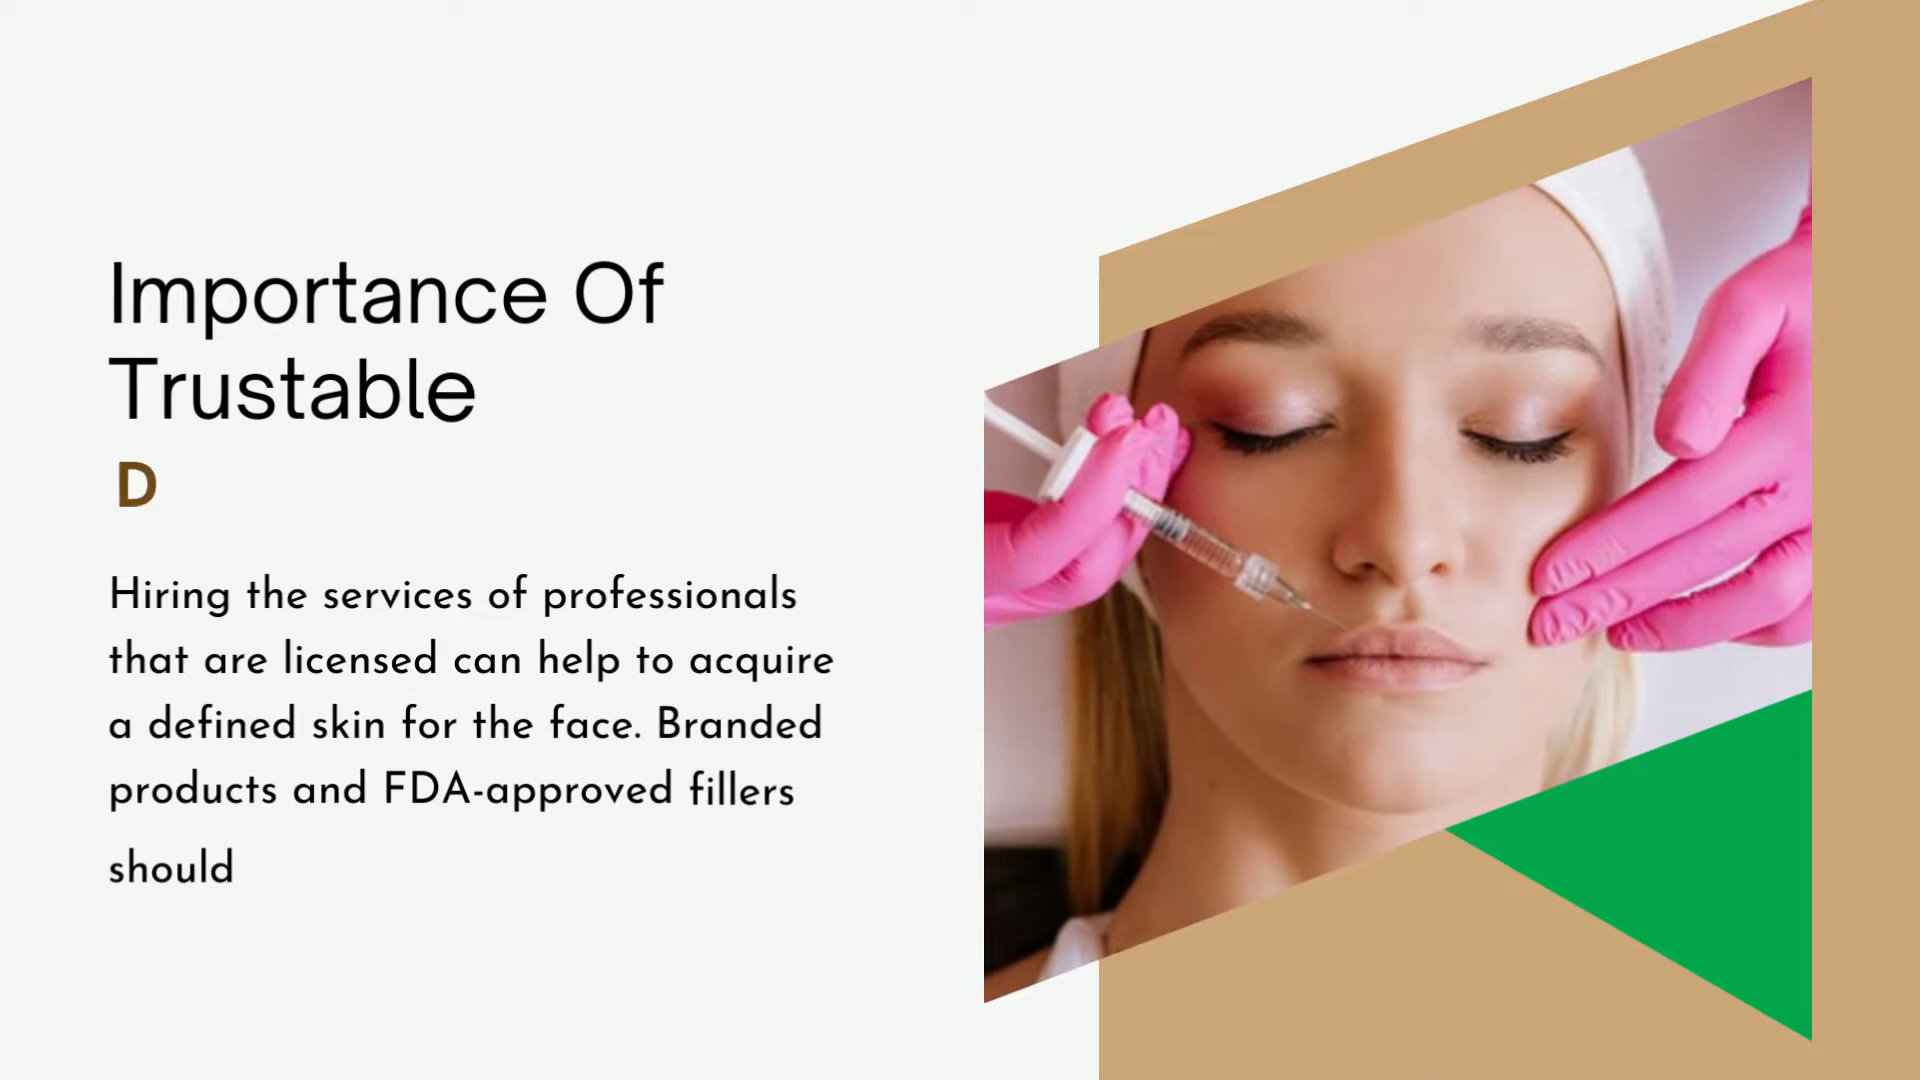 Importance Of
Trustable
D
Hiring the services of professionals
that are licensed can help to acquire
a defined skin for the face. Branded
products and FDA-approved fillers
should